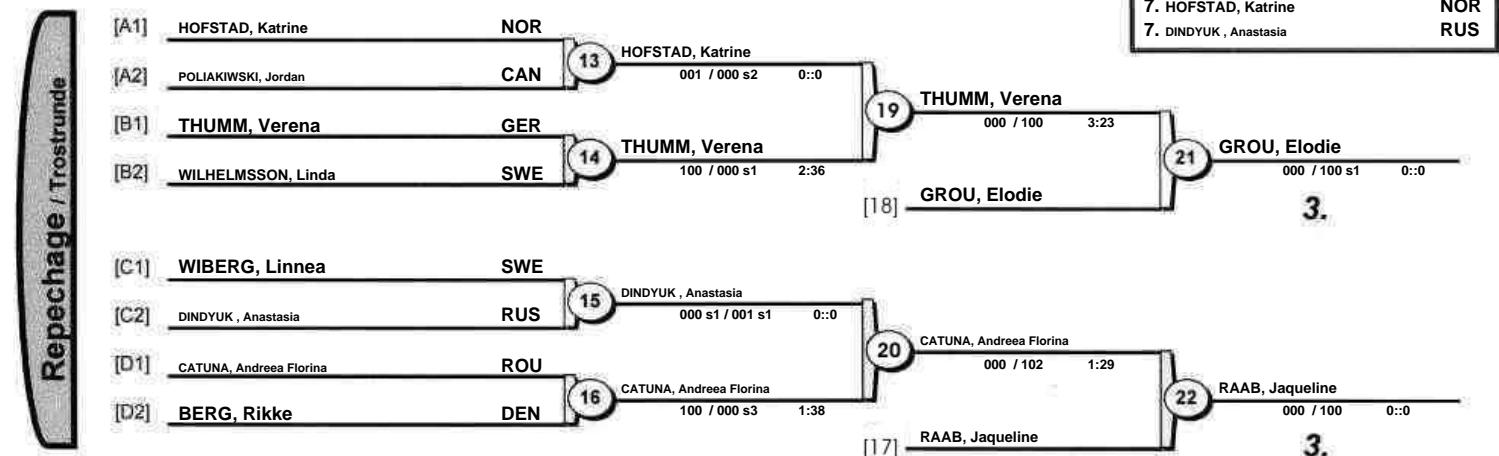 7. HOFSTAD, Katrine NOR
7. DINDYUK , Anastasia RUS
Repechage / Trostrunde
[A1] HOFSTAD, Katrine NOR
[A2] POLIAKIWSKI, Jordan CAN
13
HOFSTAD, Katrine
001 / 000 s2 0::0
[B1] THUMM, Verena GER
[B2] WILHELMSSON, Linda SWE
14
THUMM, Verena
100 / 000 s1 2:36
19
THUMM, Verena
000 / 100 3:23
[18] GROU, Elodie
21
GROU, Elodie
000 / 100 s1 0::0
3.
[C1] WIBERG, Linnea SWE
[C2] DINDYUK , Anastasia RUS
15
DINDYUK , Anastasia
000 s1 / 001 s1 0::0
[D1] CATUNA, Andreea Florina ROU
[D2] BERG, Rikke DEN
16
CATUNA, Andreea Florina
100 / 000 s3 1:38
20
CATUNA, Andreea Florina
000 / 102 1:29
[17] RAAB, Jaqueline
22
RAAB, Jaqueline
000 / 100 0::0
3.